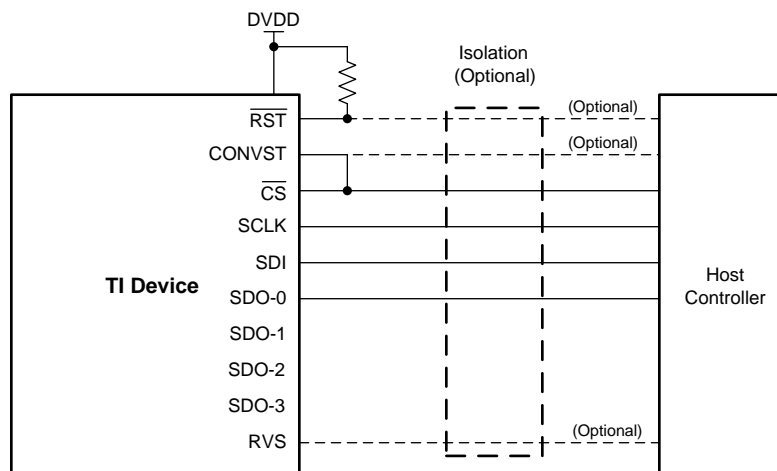 DVDD
Isolation
(Optional)
RST
(Optional)
CONVST
(Optional)
CS
SCLK
SDI
TI Device
SDO-0
Host
Controller
SDO-1
SDO-2
SDO-3
RVS
(Optional)